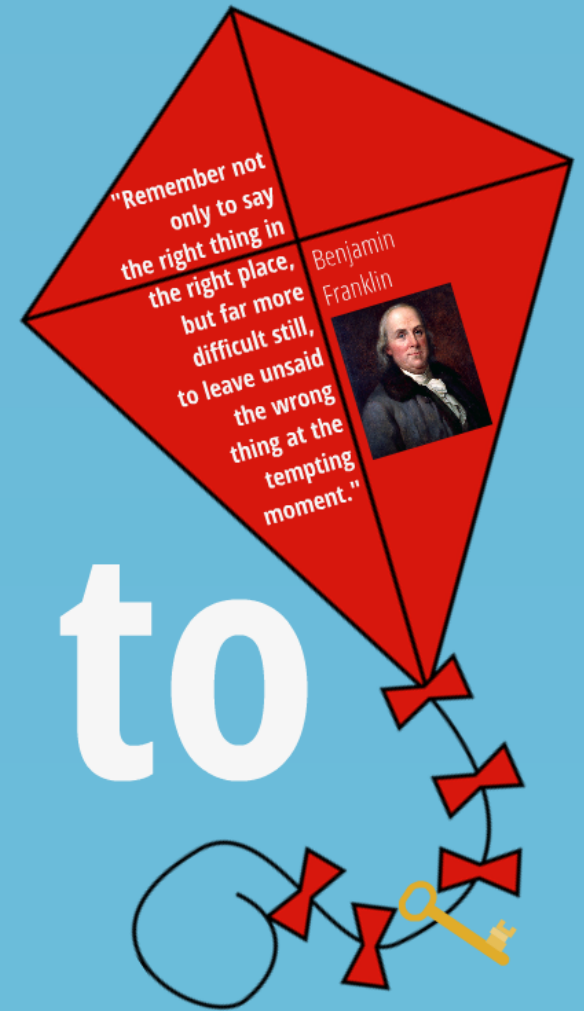 "Remember not
only to say
the right thing in
the right place,
but far more
difficult still,
to leave unsaid
the wrong
thing at the
tempting
moment."
Benjamin
Franklin
to